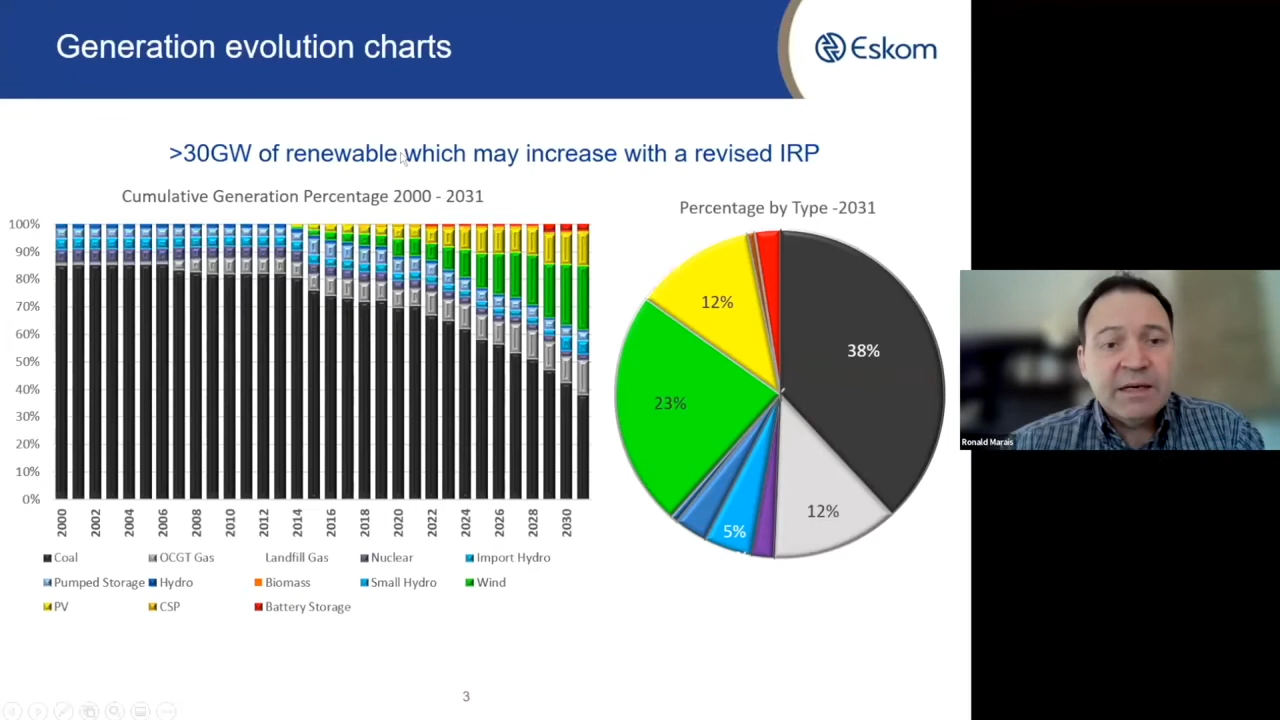 Generation evolution charts
Eskom
>30GW of renewable which may increase with a revised IRP
Cumulative Generation Percentage 2000 - 2031
Percentage by Type -2031
100%
90%
80%
70%
60%
50%
40%
30%
20%
10%
0%
2000 2002 2004 2006 2008 2010 2012 2014 2016 2018 2020 2022 2024 2026 2028 2030
Coal OCGT Gas Landfill Gas Nuclear Import Hydro
Pumped Storage Hydro Biomass Small Hydro Wind
PV CSP Battery Storage
12%
38%
23%
12%
5%
Ronald Marais
3